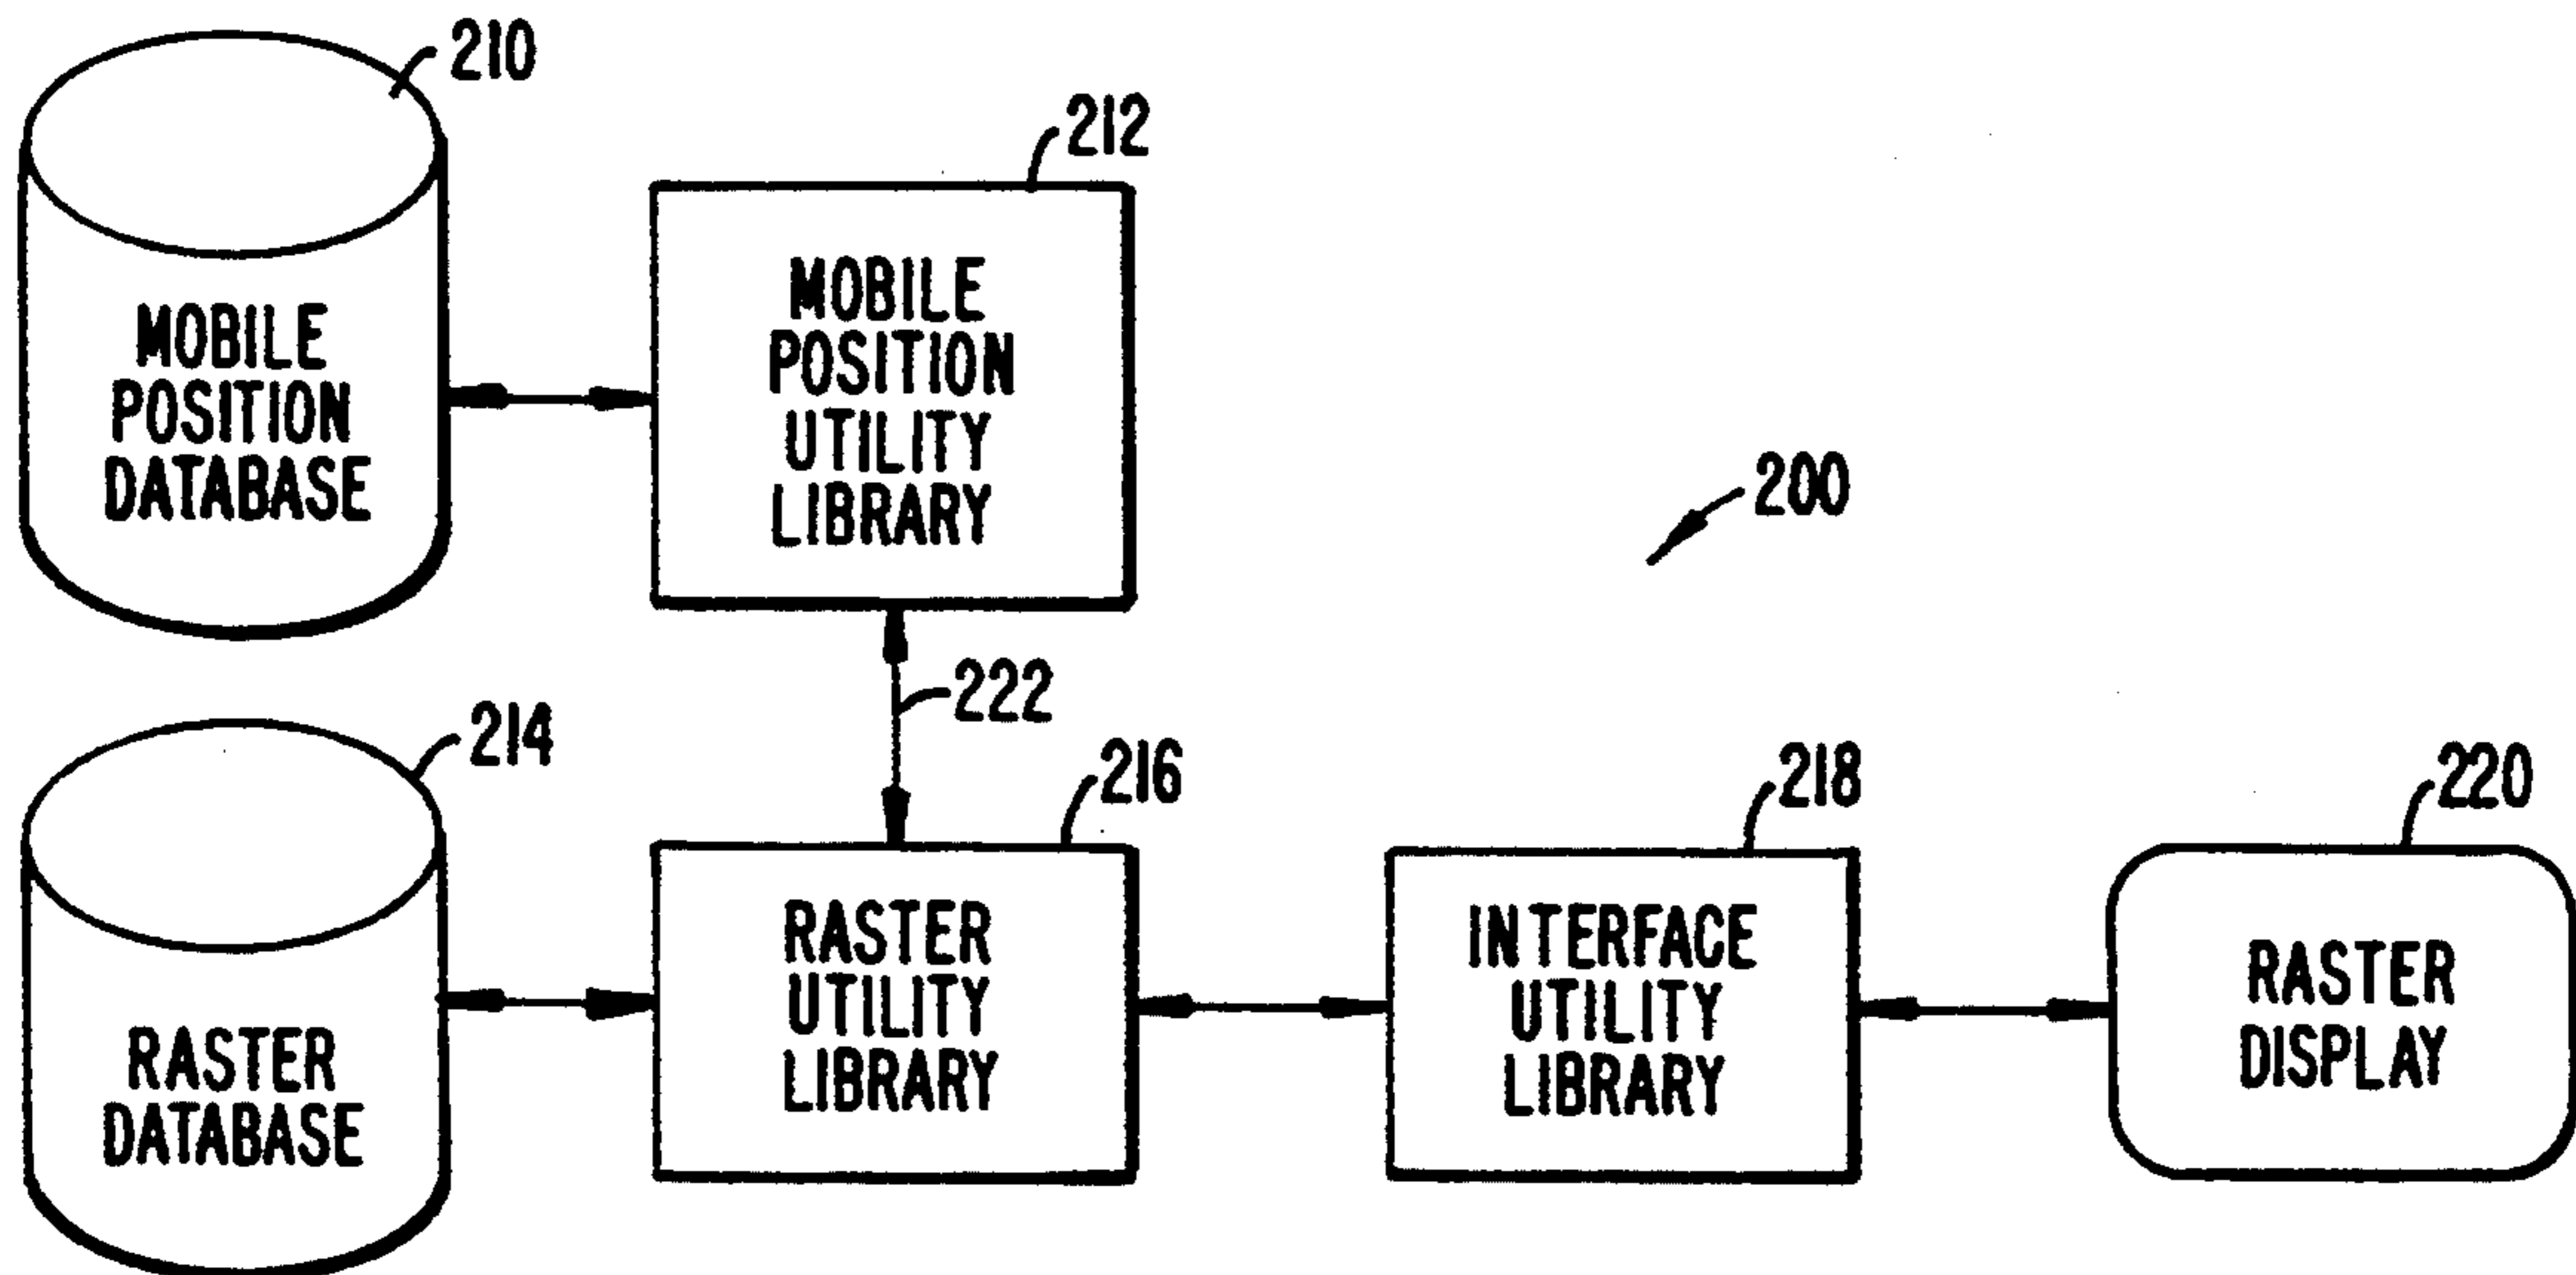 210
MOBILE
POSITION
DATABASE
212
MOBILE
POSITION
UTILITY
LIBRARY
200
222
214
RASTER
DATABASE
216
RASTER
UTILITY
LIBRARY
218
INTERFACE
UTILITY
LIBRARY
220
RASTER
DISPLAY